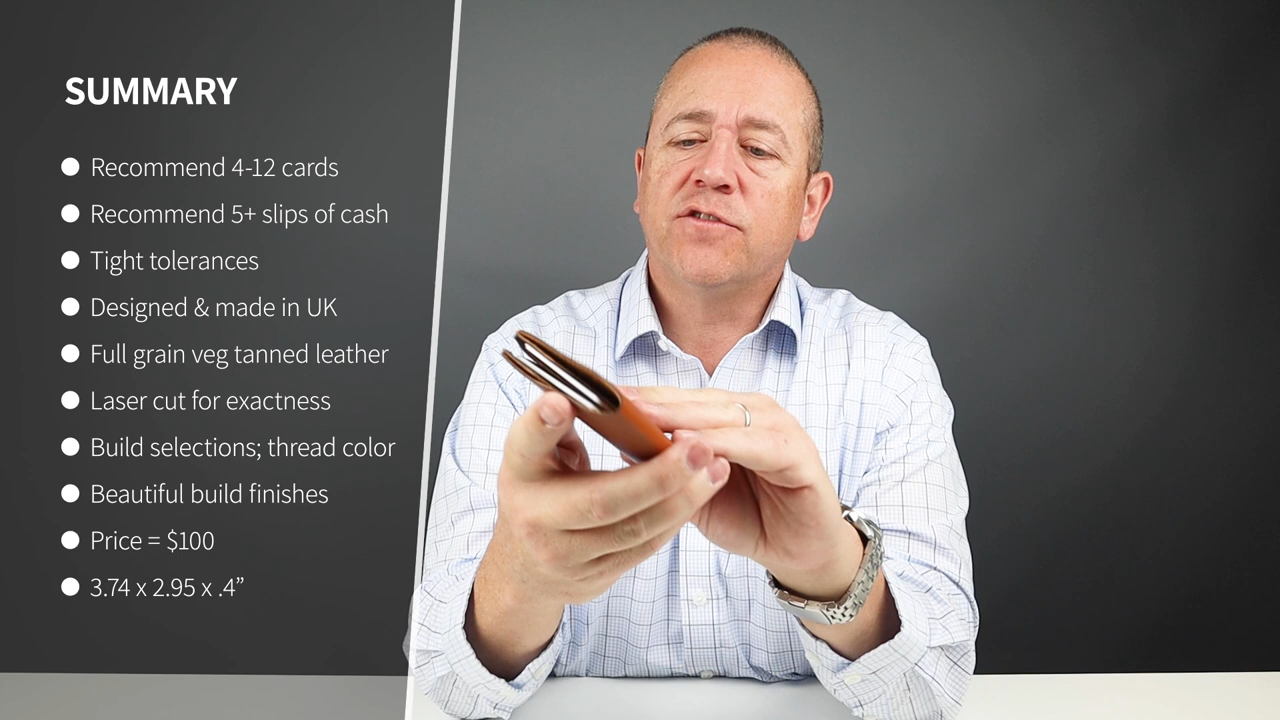 SUMMARY
Recommend 4-12 cards
Recommend 5+ slips of cash
Tight tolerances
Designed & made in UK
Full grain veg tanned leather
Laser cut for exactness
Build selections; thread color
Beautiful build finishes
Price = $100
3.74 x 2.95 x .4”